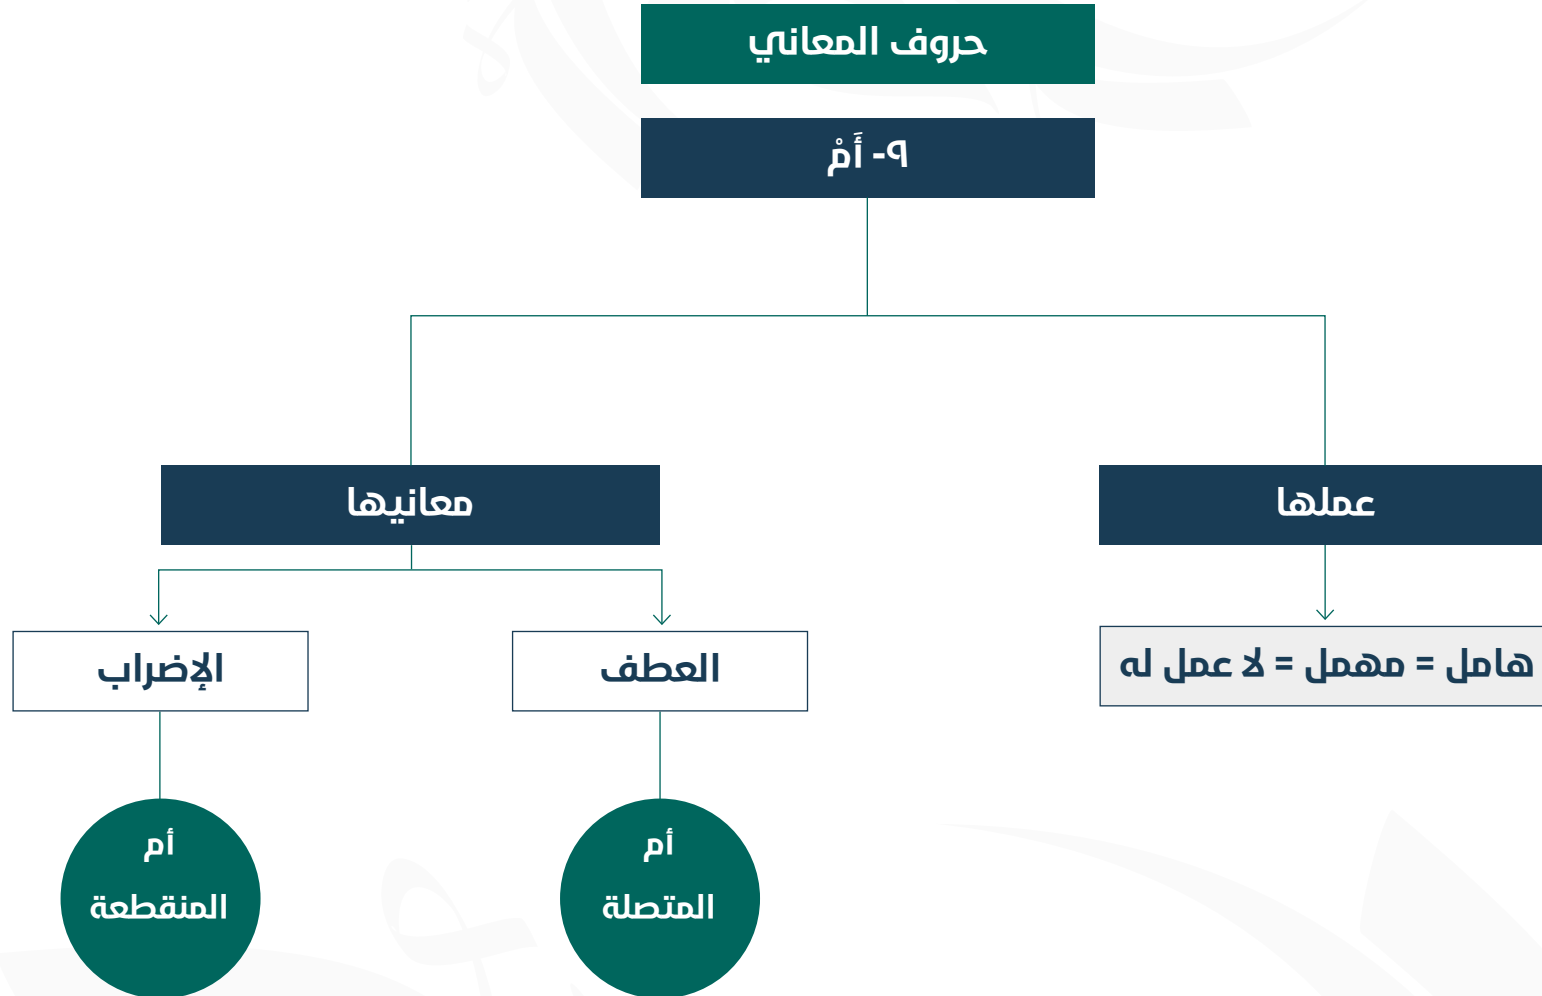 حروف المعاني
٩- أَمْ
عملها
معانيها
هامل = مهمل = لا عمل له
العطف
الإضراب
أم
المتصلة
أم
المنقطعة